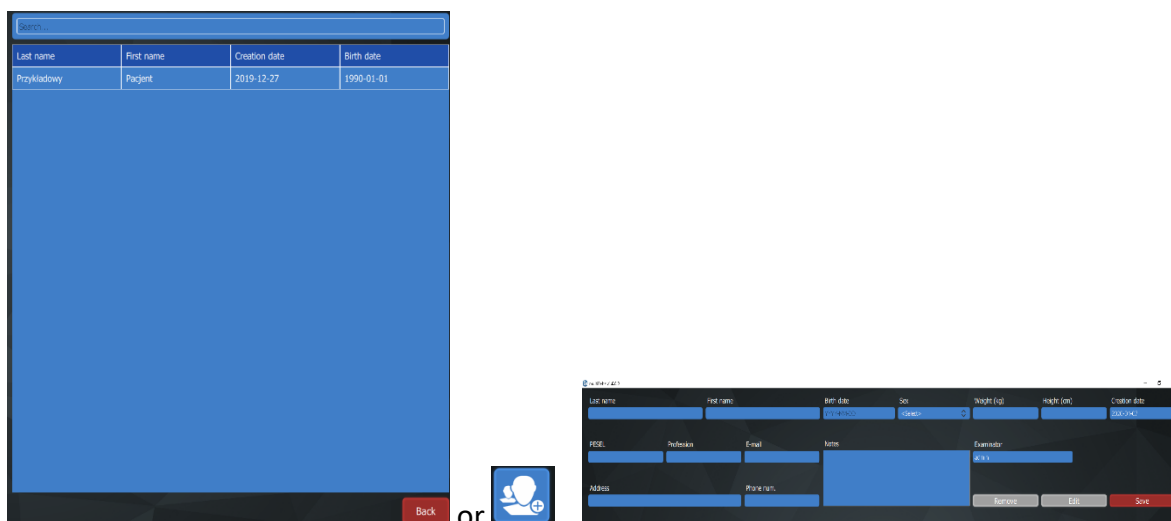 Search ...
Last name First name Creation date Birth date
Przykładowy Pacjent 2019-12-27 1990-01-01
Back
or
Last name First name Birth date Sex Weight (kg) Height (cm) Creation date
<Select>
PESEL Profession E-mail Notes Examinator
Address Phone num.
Remove Edit Save